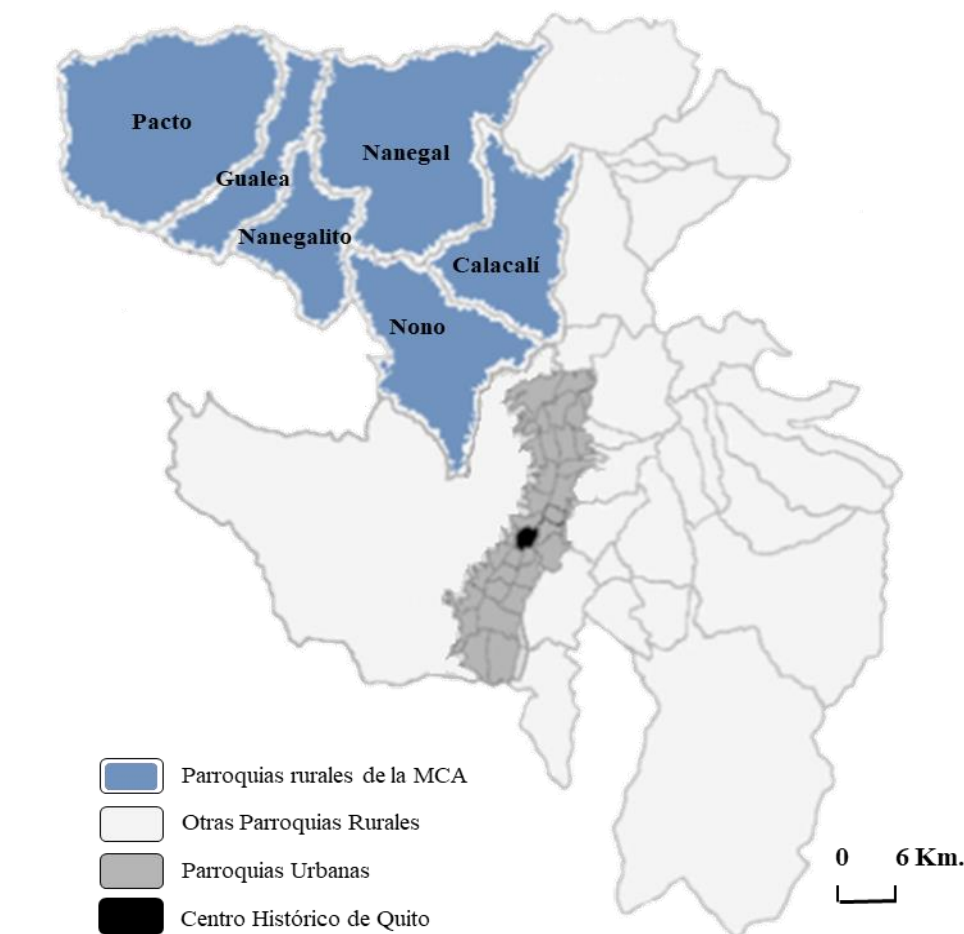 Pacto
Nanegal
Gualea
Nanegalito
Calacalí
Nono
Parroquias rurales de la MCA
Otras Parroquias Rurales
Parroquias Urbanas
Centro Histórico de Quito
0 6 Km.